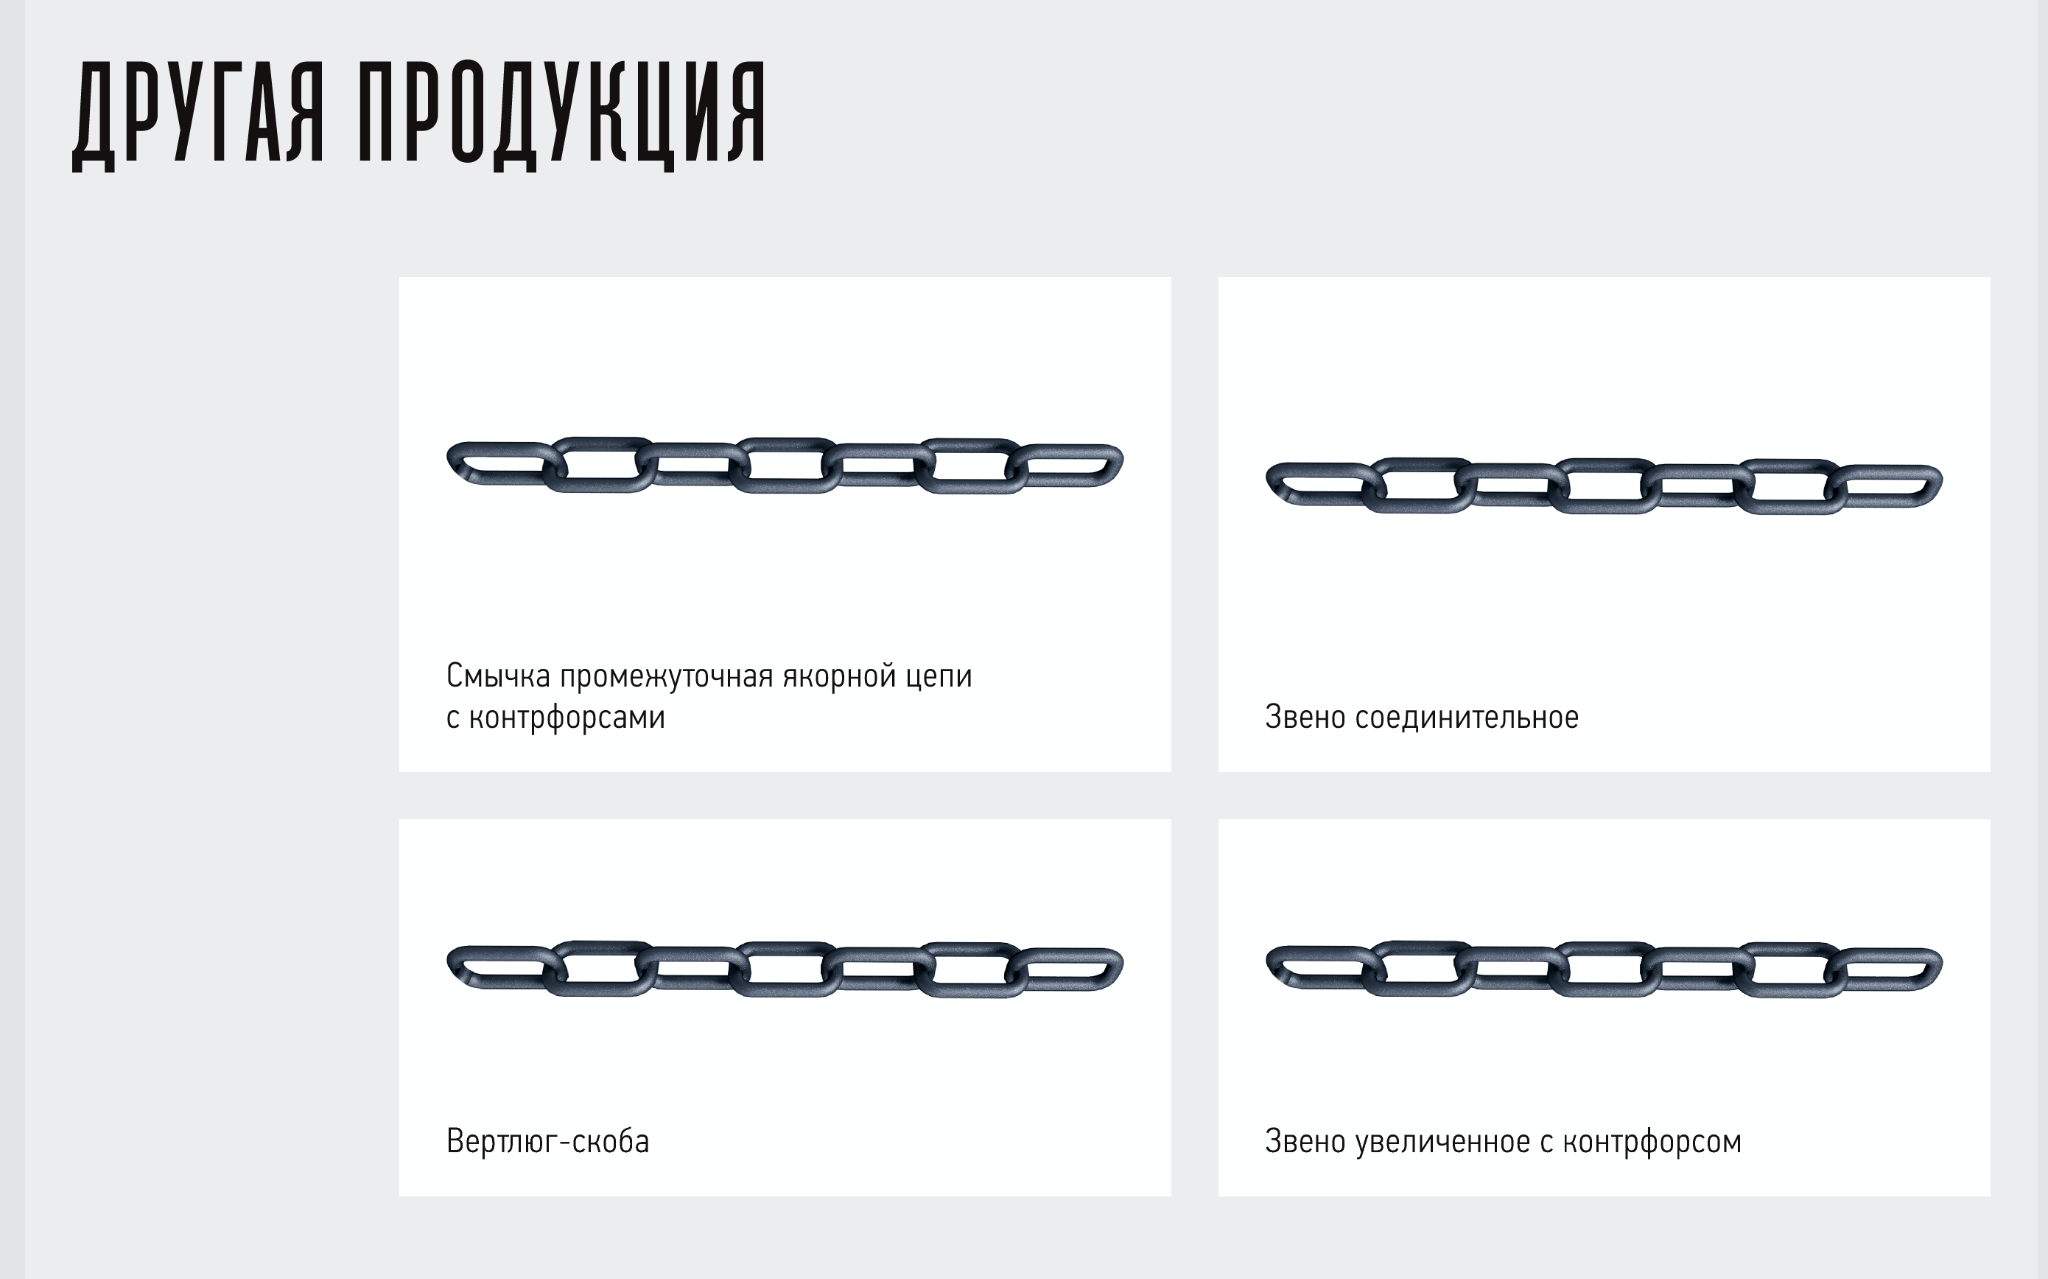 ДРУГАЯ ПРОДУКЦИЯ
Смычка промежуточная якорной цепи
с контрфорсами
Звено соединительное
Вертлюг-скоба
Звено увеличенное с контрфорсом